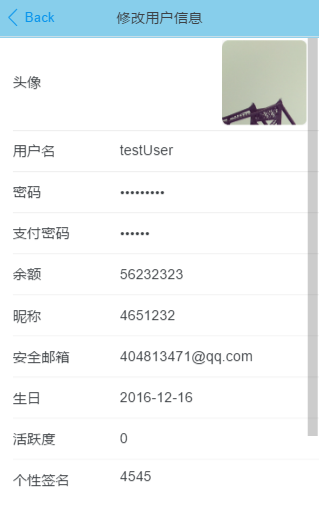 Back 修改用户信息
头像
用户名 testUser
密码 •••••••••
支付密码 ••••••
余额 56232323
昵称 4651232
安全邮箱 404813471@qq.com
生日 2016-12-16
活跃度 0
个性签名 4545